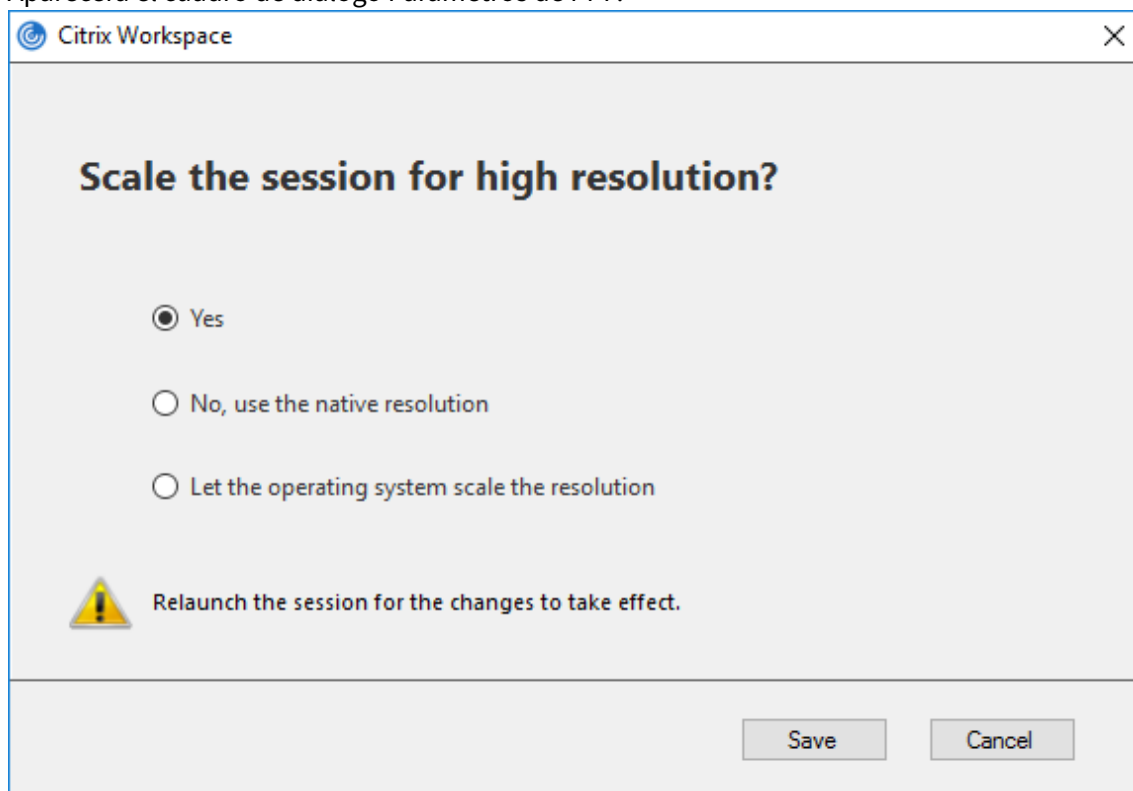 Citrix Workspace
Scale the session for high resolution?
Yes
No, use the native resolution
Let the operating system scale the resolution
Relaunch the session for the changes to take effect.
Save
Cancel